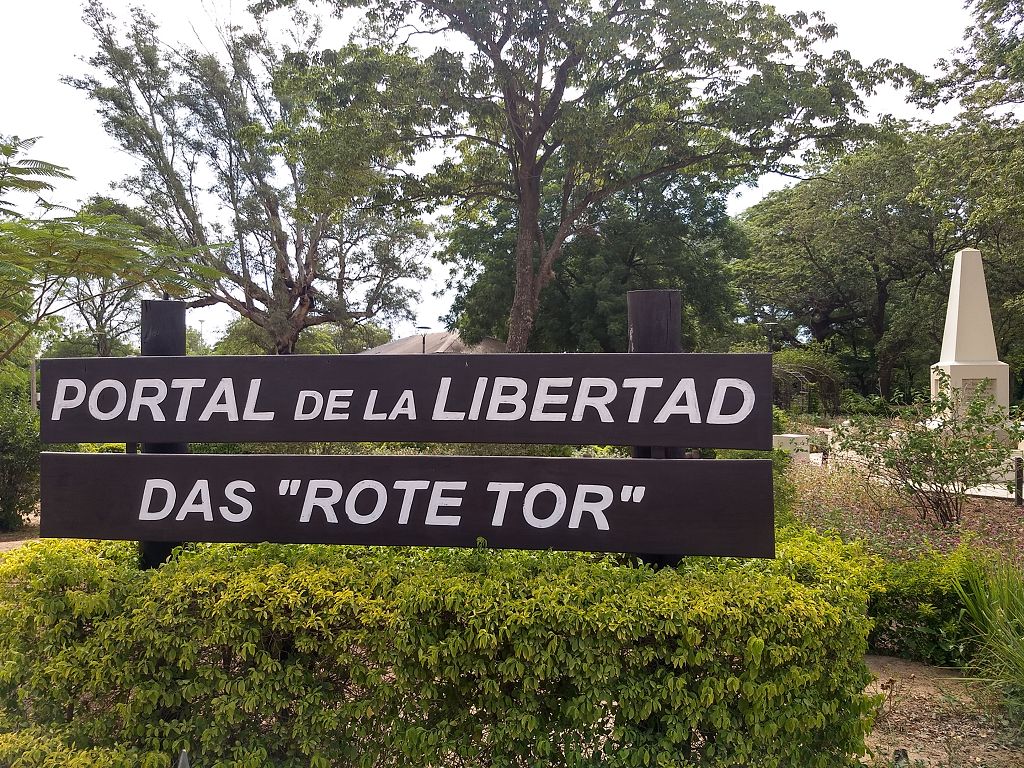 PORTAL DE LA LIBERTAD
DAS "ROTE TOR"